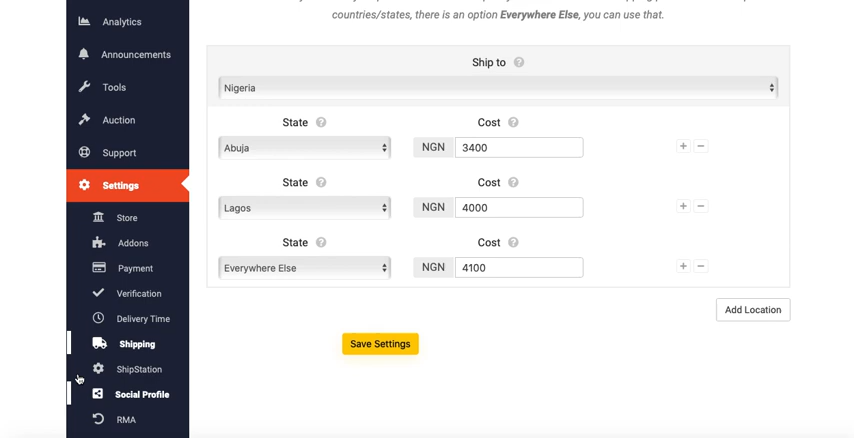 Analytics
Announcements
Tools
Auction
Support
Settings
Store
Addons
Payment
Verification
Delivery Time
Shipping
ShipStation
Social Profile
RMA
countries/states, there is an option Everywhere Else, you can use that.
Ship to ?
Nigeria
State ? Cost ?
Abuja NGN 3400 + −
State ? Cost ?
Lagos NGN 4000 + −
State ? Cost ?
Everywhere Else NGN 4100 + −
Add Location
Save Settings